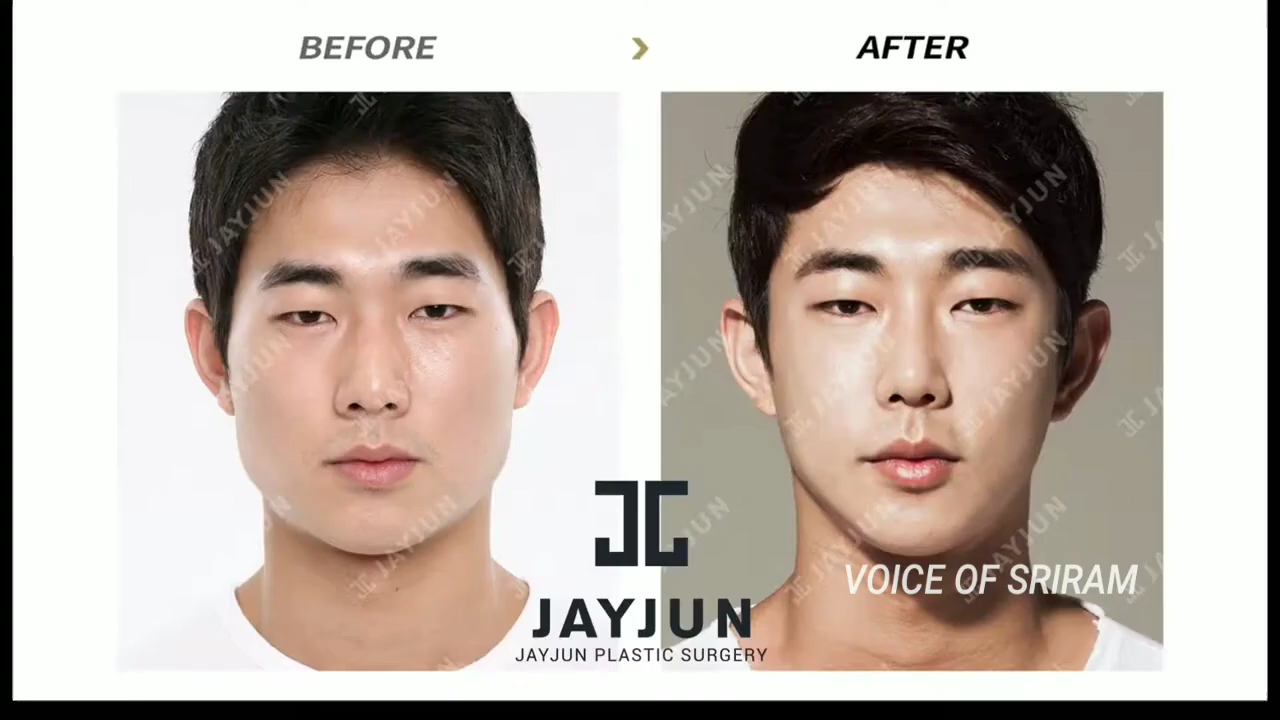 BEFORE
AFTER
JAYJUN
JAYJUN PLASTIC SURGERY
VOICE OF SRIRAM